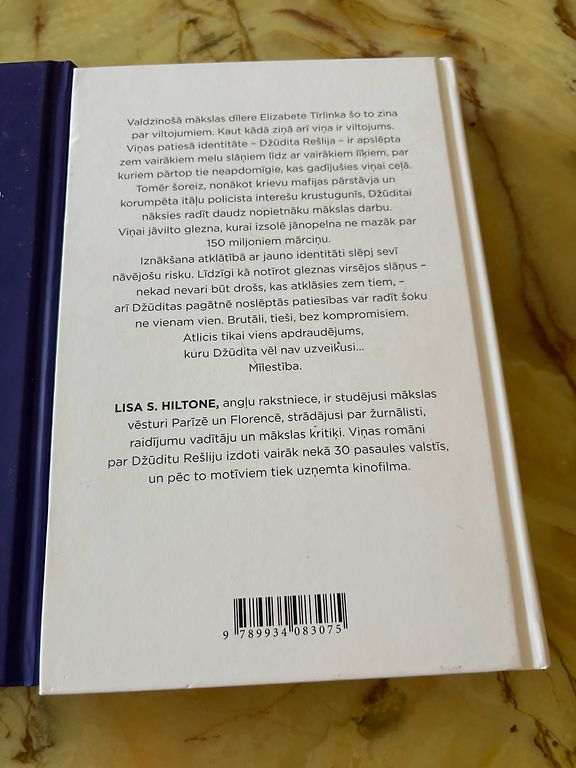 Valdzinošā mākslas dīlere Elizabete Tīrlinka šo to zina
par viltojumiem. Kaut kādā ziņā arī viņa ir viltojums.
Viņas patiesā identitāte – Džūdita Rešlija – ir apslēpta
zem vairākiem melu slāņiem līdz ar vairākiem līķiem, par
kuriem pārtop tie neapdomīgie, kas gadījušies viņai ceļā.
Tomēr šoreiz, nonākot krievu mafijas pārstāvja un
korumpēta itāļu policista interešu krustugunīs, Džūditai
nāksies radīt daudz nopietnāku mākslas darbu.
Viņai jāvilto glezna, kurai izsolē jānopelna ne mazāk par
150 miljoniem mārciņu.
Iznākšana atklātībā ar jauno identitāti slēpj sevī
nāvējošu risku. Līdzīgi kā notīrot gleznas virsējos slāņus –
nekad nevari būt drošs, kas atklāsies zem tiem, –
arī Džūditas pagātnē noslēptās patiesības var radīt šoku
ne vienam vien. Brutāli, tieši, bez kompromisiem.
Atlicis tikai viens apdraudējums,
kuru Džūdita vēl nav uzveikusi...
Mīlestība.
LISA S. HILTONE, angļu rakstniece, ir studējusi mākslas
vēsturi Parīzē un Florencē, strādājusi par žurnālisti,
raidījumu vadītāju un mākslas kritiķi. Viņas romāni
par Džūditu Rešliju izdoti vairāk nekā 30 pasaules valstīs,
un pēc to motīviem tiek uzņemta kinofilma.
9 789934 083075